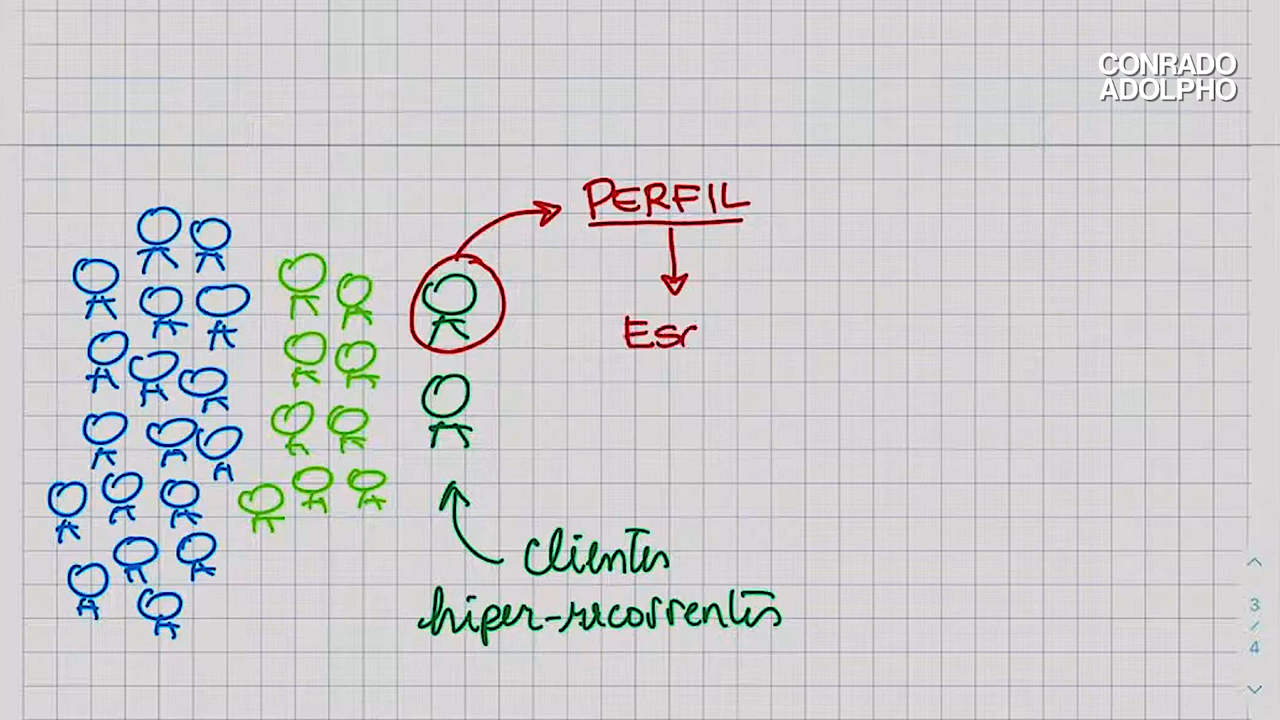 CONRADO
ADOLPHO
PERFIL
Esr
clientes
hiper-recorrentes
3
/
4